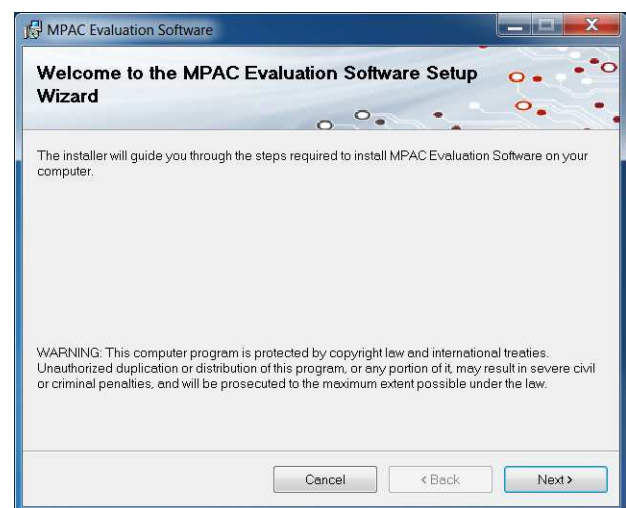 MPAC Evaluation Software
Welcome to the MPAC Evaluation Software Setup
Wizard
The installer will guide you through the steps required to install MPAC Evaluation Software on your
computer.
WARNING: This computer program is protected by copyright law and international treaties.
Unauthorized duplication or distribution of this program, or any portion of it, may result in severe civil
or criminal penalties, and will be prosecuted to the maximum extent possible under the law.
Cancel
< Back
Next >